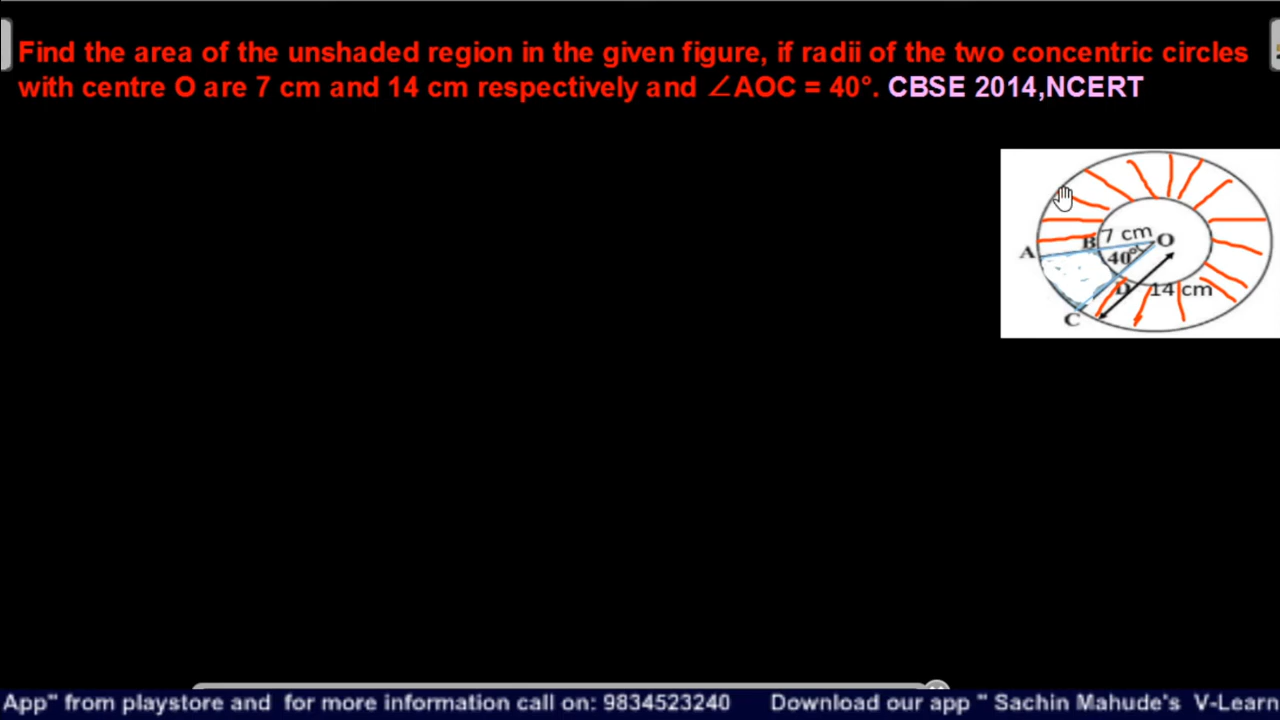 Find the area of the unshaded region in the given figure, if radii of the two concentric circles
with centre O are 7 cm and 14 cm respectively and ∠AOC = 40°. CBSE 2014,NCERT
7 cm
O
B
A
40°
D
14 cm
C
App" from playstore and for more information call on: 9834523240 Download our app " Sachin Mahude's V-Learn